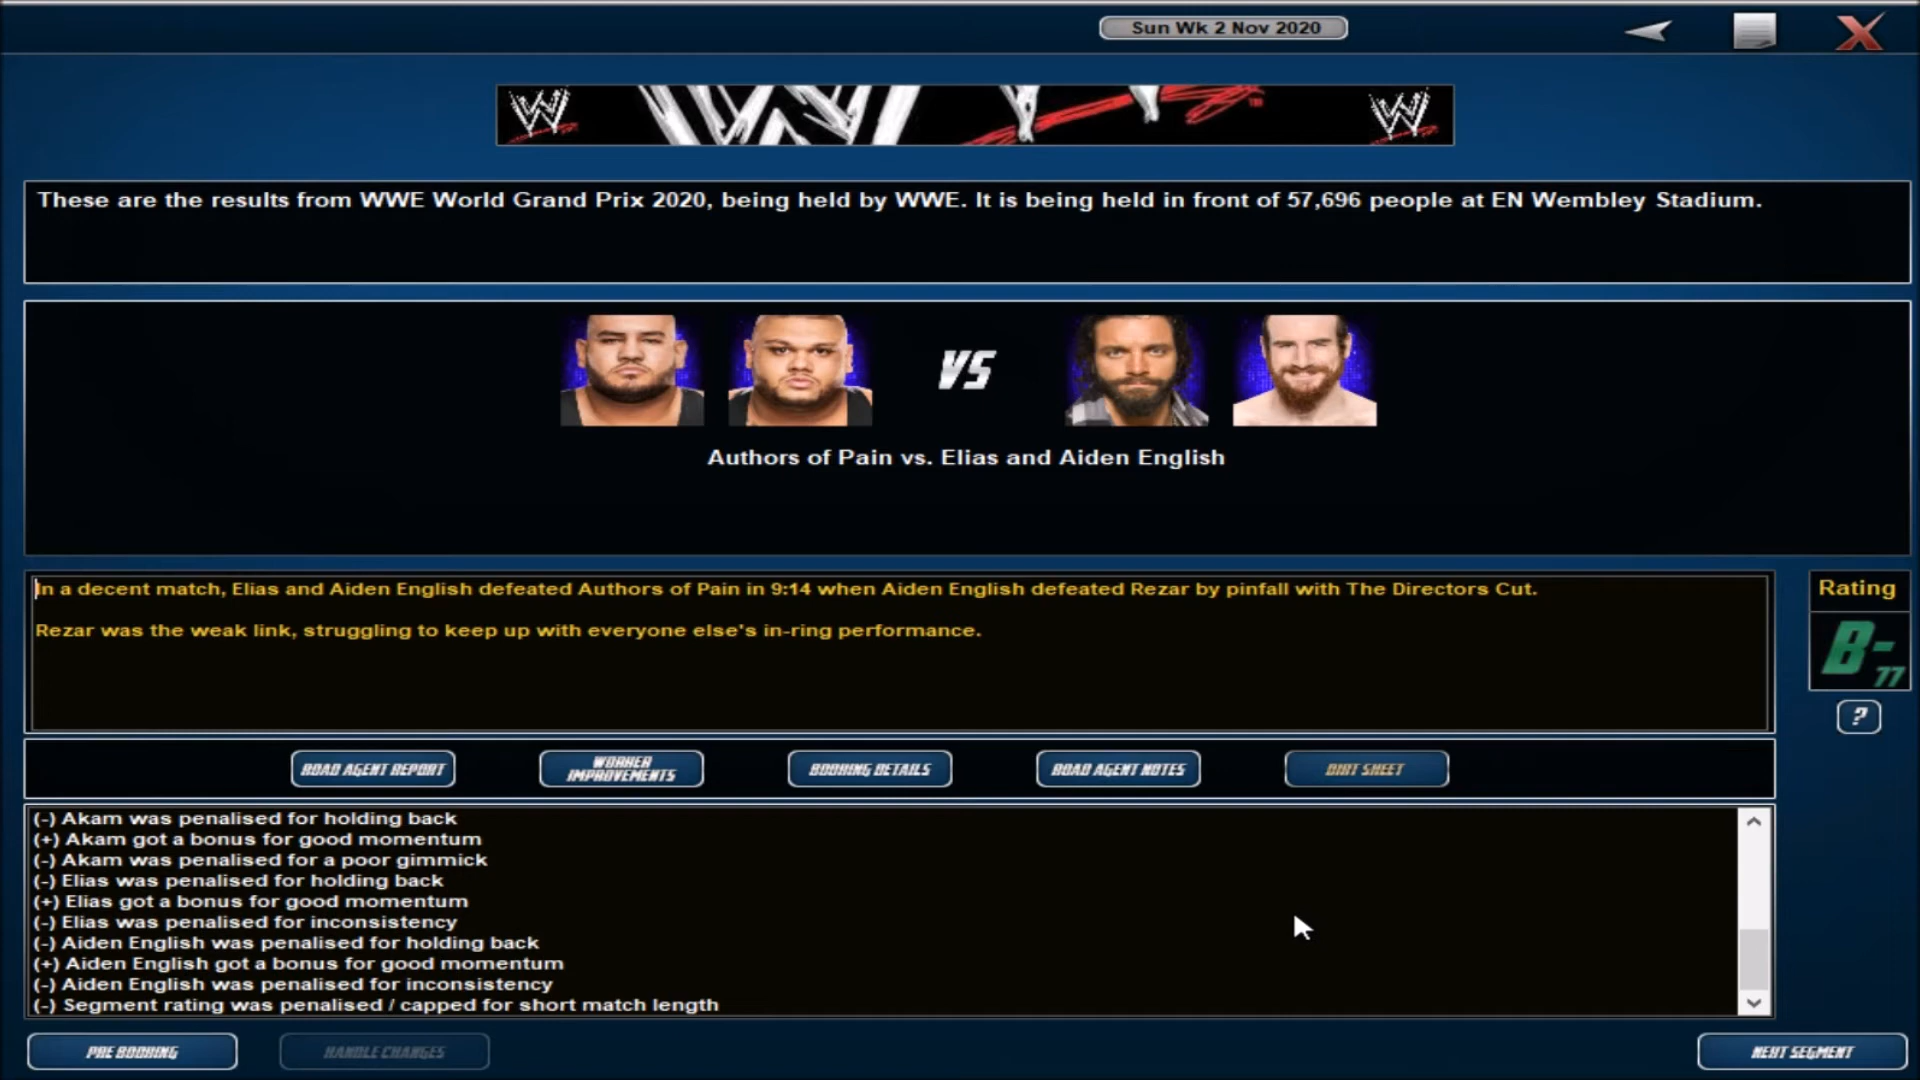 Sun Wk 2 Nov 2020
These are the results from WWE World Grand Prix 2020, being held by WWE. It is being held in front of 57,696 people at EN Wembley Stadium.
VS
Authors of Pain vs. Elias and Aiden English
In a decent match, Elias and Aiden English defeated Authors of Pain in 9:14 when Aiden English defeated Rezar by pinfall with The Directors Cut.
Rezar was the weak link, struggling to keep up with everyone else's in-ring performance.
Rating
B-
77
?
ROAD AGENT REPORT
WORKER
IMPROVEMENTS
BOOKING DETAILS
ROAD AGENT NOTES
DIRT SHEET
(-) Akam was penalised for holding back
(+) Akam got a bonus for good momentum
(-) Akam was penalised for a poor gimmick
(-) Elias was penalised for holding back
(+) Elias got a bonus for good momentum
(-) Elias was penalised for inconsistency
(-) Aiden English was penalised for holding back
(+) Aiden English got a bonus for good momentum
(-) Aiden English was penalised for inconsistency
(-) Segment rating was penalised / capped for short match length
PRE BOOKING
HANDLE CHANGES
NEXT SEGMENT